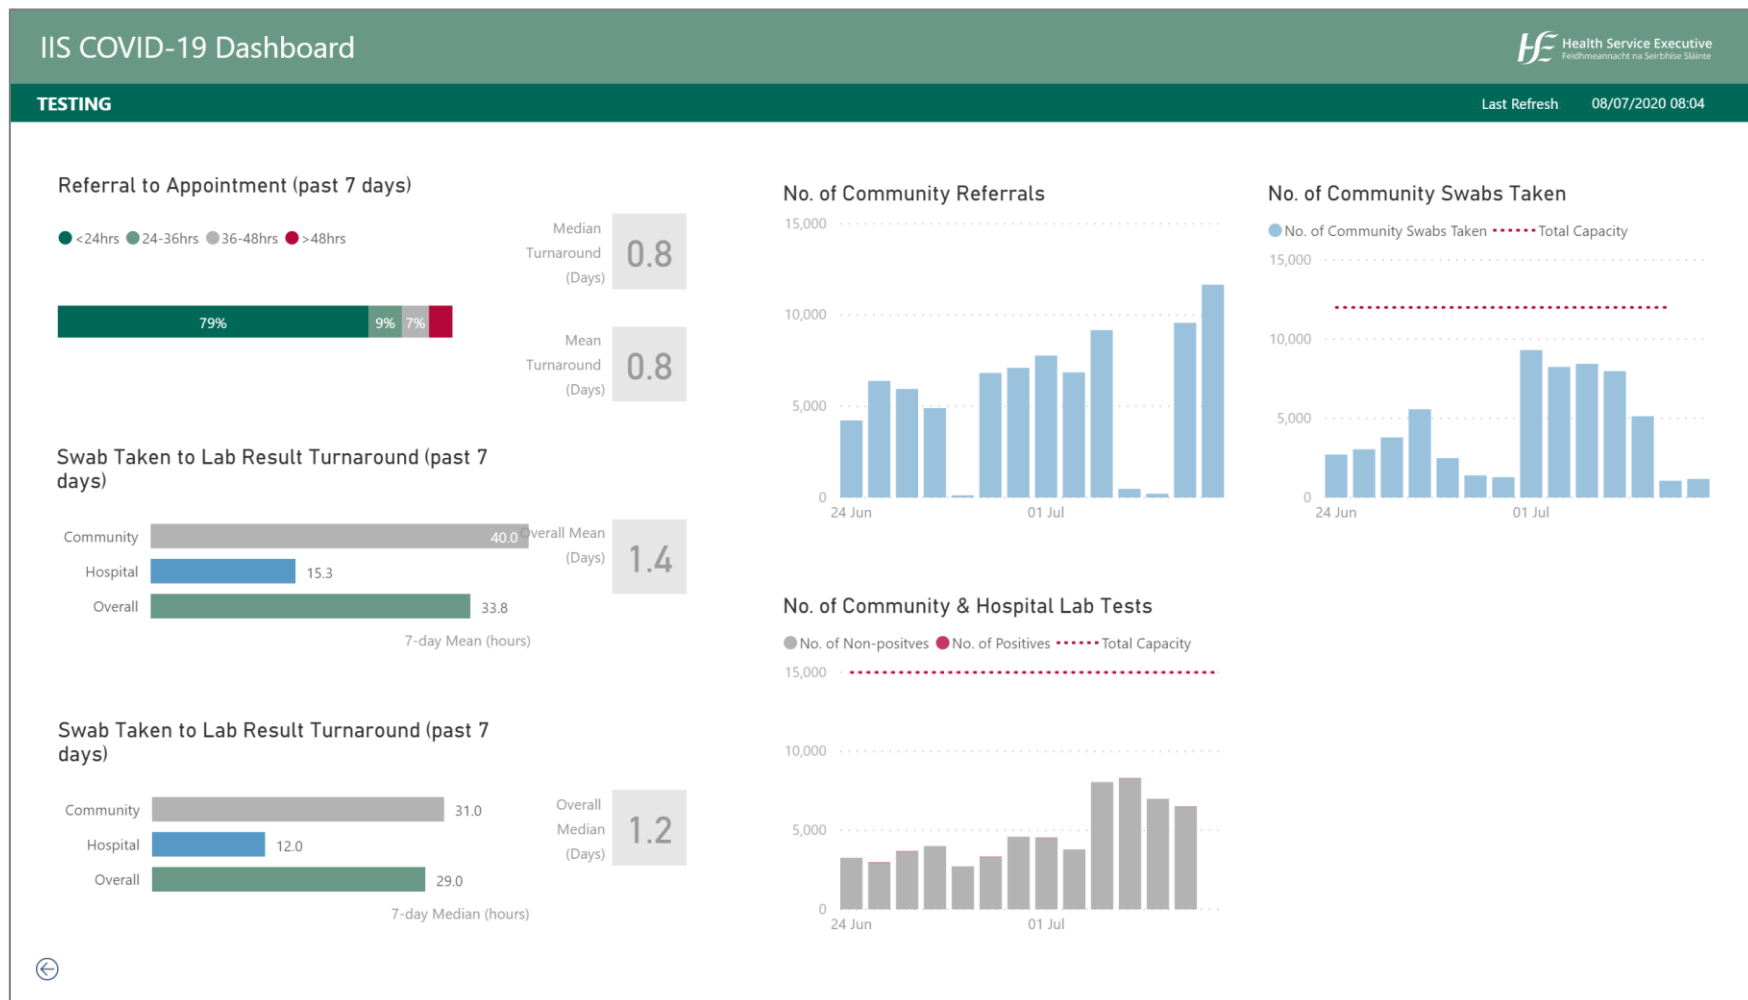 IIS COVID-19 Dashboard
Health Service Executive
Feidhmeannacht na Seirbhíse Sláinte
TESTING
Last Refresh 08/07/2020 08:04
Referral to Appointment (past 7 days)
<24hrs 24-36hrs 36-48hrs >48hrs
79% 9% 7%
Median
Turnaround
(Days)
0.8
Mean
Turnaround
(Days)
0.8
Swab Taken to Lab Result Turnaround (past 7
days)
Community 40.0
Hospital 15.3
Overall 33.8
7-day Mean (hours)
Overall Mean
(Days)
1.4
Swab Taken to Lab Result Turnaround (past 7
days)
Community 31.0
Hospital 12.0
Overall 29.0
7-day Median (hours)
Overall
Median
(Days)
1.2
No. of Community Referrals
15,000
10,000
5,000
0
24 Jun 01 Jul
No. of Community Swabs Taken
No. of Community Swabs Taken Total Capacity
15,000
10,000
5,000
0
24 Jun 01 Jul
No. of Community & Hospital Lab Tests
No. of Non-positves No. of Positives Total Capacity
15,000
10,000
5,000
0
24 Jun 01 Jul